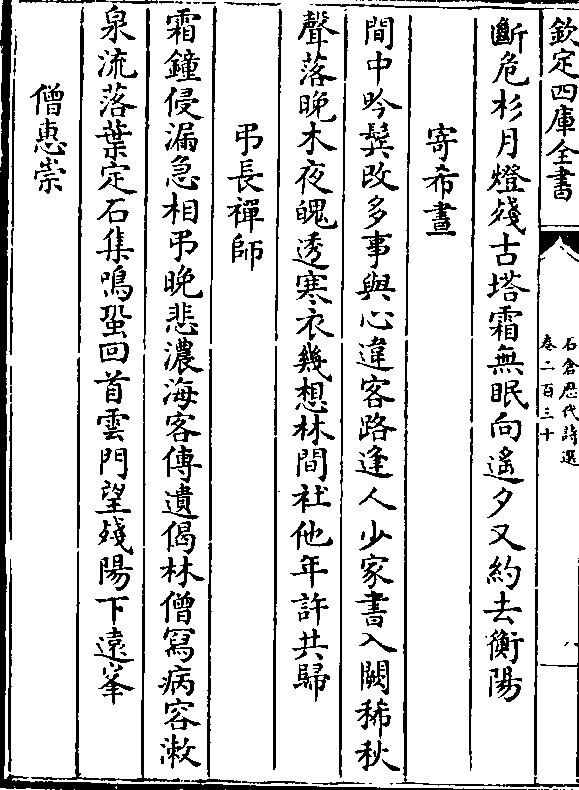 欽定四庫全書
石倉歷代詩選
卷二百三十
八
斷危杉月燈殘古塔霜無眠向遙夕又約去衡陽
寄希晝
間中吟鬂改多事與心違客路逢人少家書入闕稀秋
聲落晚木夜魄透寒衣幾想林間社他年許共歸
弔長禪師
霜鐘侵漏急相弔晚悲濃海客傳遺偈林僧寫病容漱
泉流落葉定石集鳴蛩回首雲門望殘陽下遠峯
僧惠崇